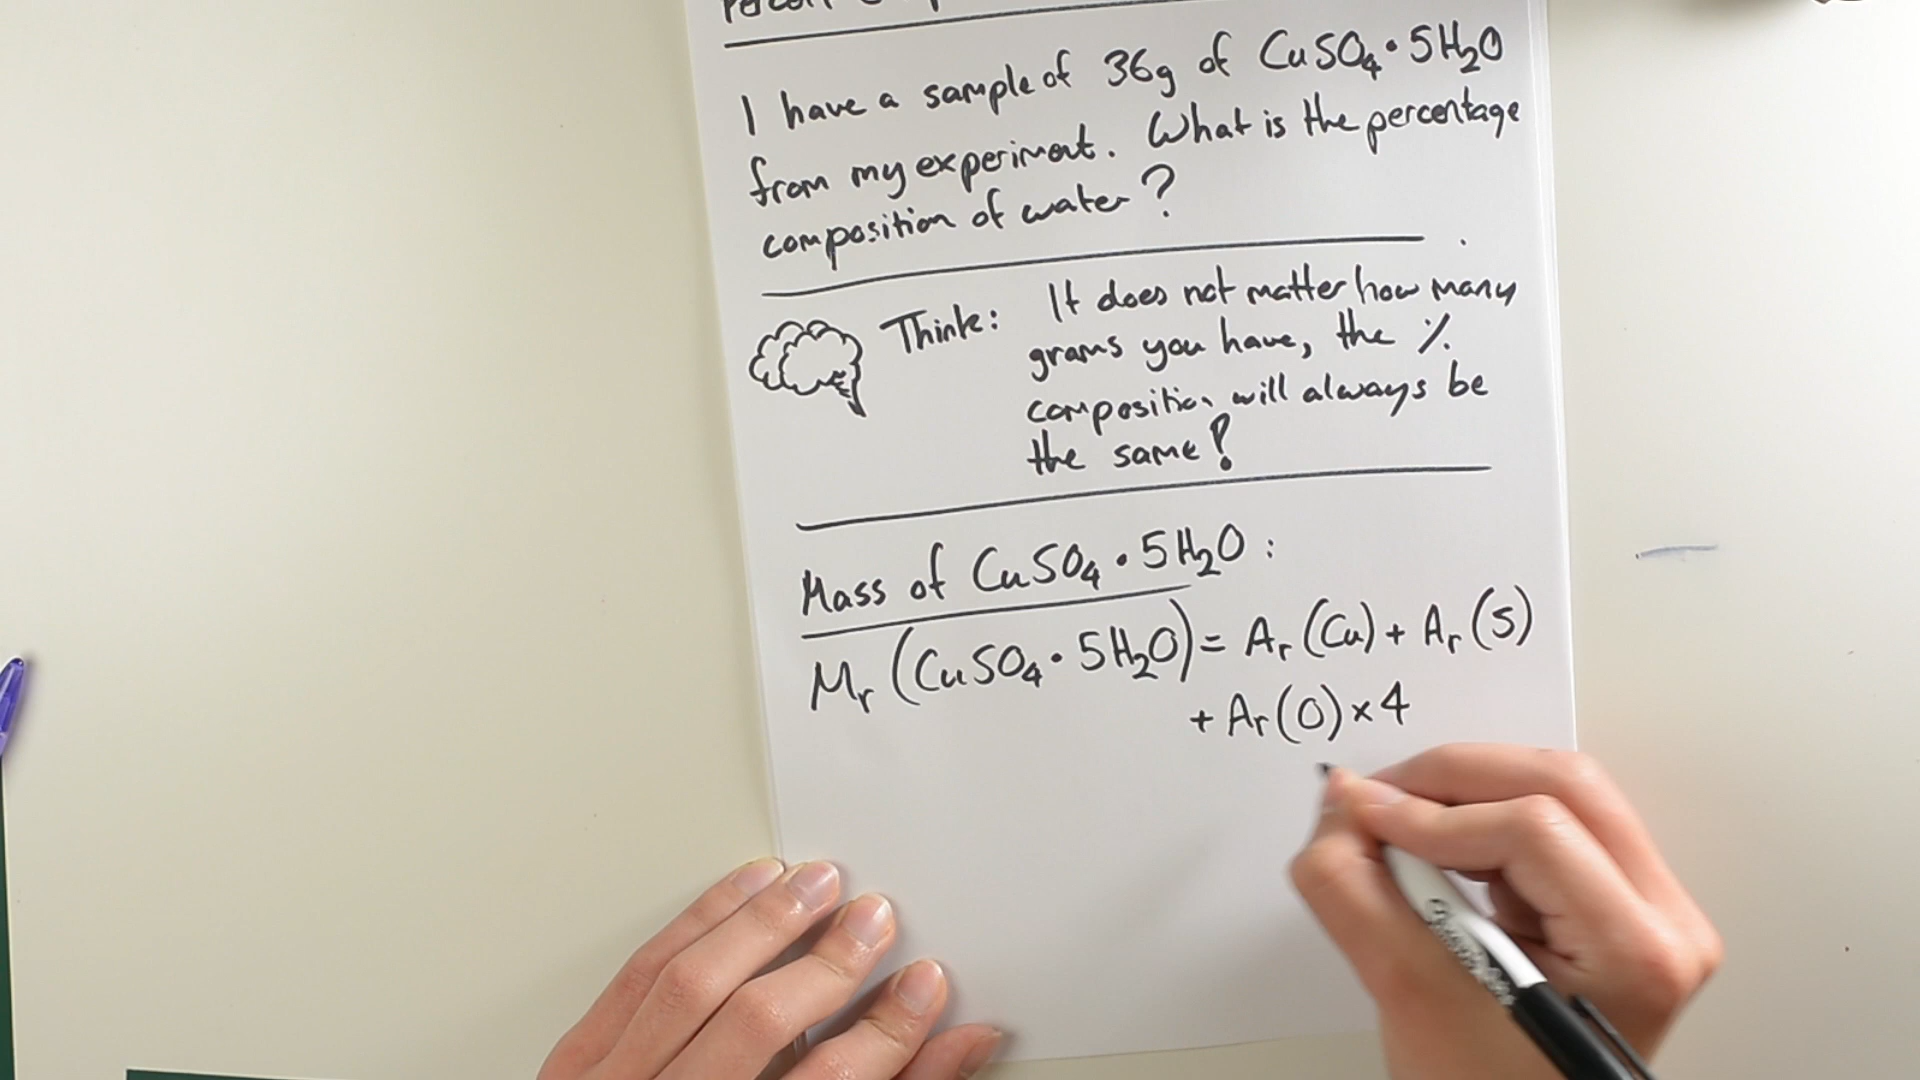 I have a sample of 36g of CuSO₄•5H₂O
from my experiment. What is the percentage
composition of water?
Think: It does not matter how many
grams you have, the %
composition will always be
the same!
Mass of CuSO₄•5H₂O:
Mr(CuSO₄•5H₂O)= Ar(Cu)+ Ar(S)
+ Ar(O)×4